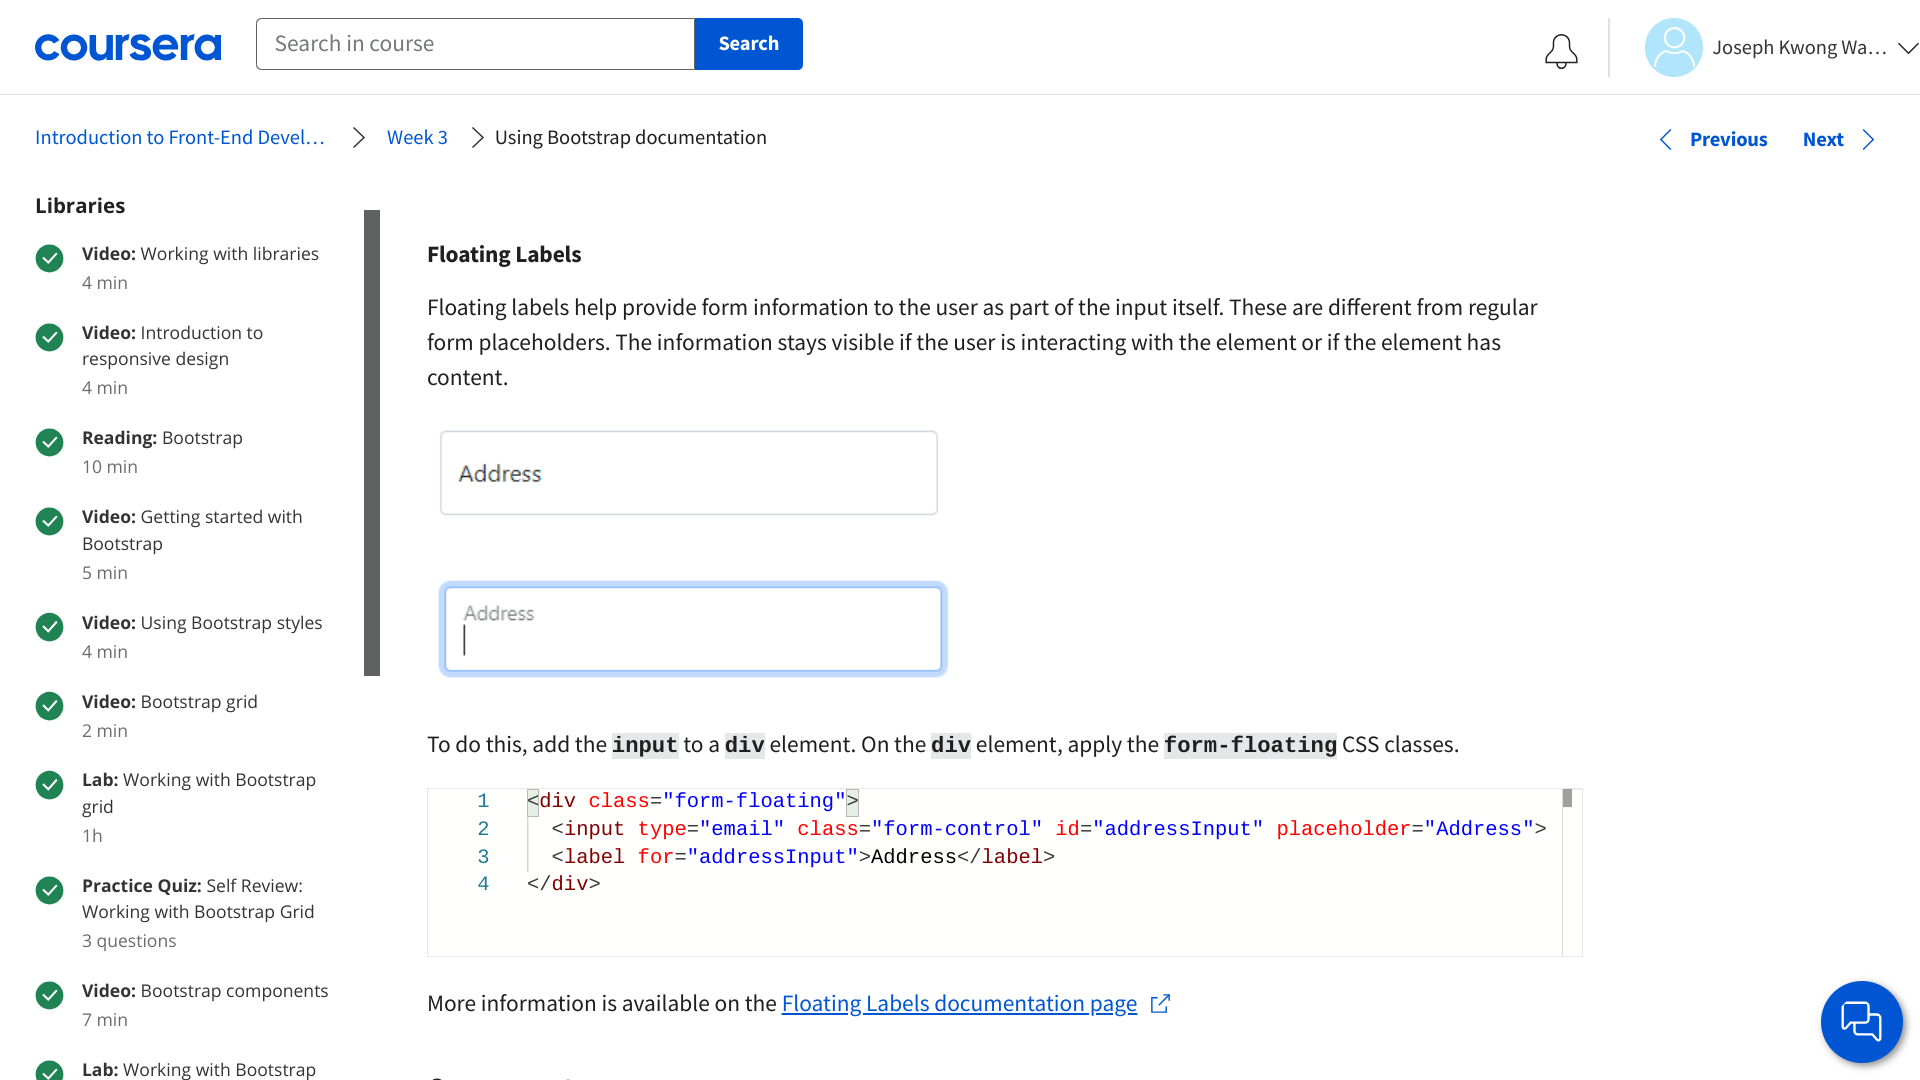 coursera
Search in course
Search
Joseph Kwong Wa...
Introduction to Front-End Devel...
Week 3
Using Bootstrap documentation
Previous
Next
Libraries
Video: Working with libraries
4 min
Video: Introduction to
responsive design
4 min
Reading: Bootstrap
10 min
Video: Getting started with
Bootstrap
5 min
Video: Using Bootstrap styles
4 min
Video: Bootstrap grid
2 min
Lab: Working with Bootstrap
grid
1h
Practice Quiz: Self Review:
Working with Bootstrap Grid
3 questions
Video: Bootstrap components
7 min
Lab: Working with Bootstrap
Floating Labels
Floating labels help provide form information to the user as part of the input itself. These are different from regular
form placeholders. The information stays visible if the user is interacting with the element or if the element has
content.
Address
Address
To do this, add the input to a div element. On the div element, apply the form-floating CSS classes.
1 <div class="form-floating">
2 <input type="email" class="form-control" id="addressInput" placeholder="Address">
3 <label for="addressInput">Address</label>
4 </div>
More information is available on the Floating Labels documentation page